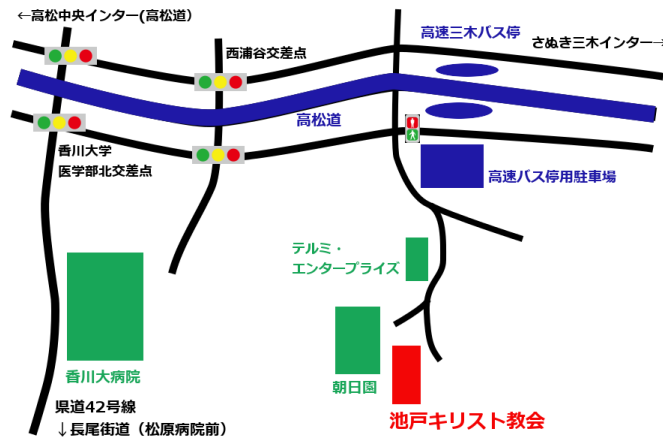 ←高松中央インター(高松道)
西浦谷交差点
高速三木バス停
さぬき三木インター→
高松道
香川大学
医学部北交差点
高速バス停用駐車場
テルミ・
エンタープライズ
香川大病院
朝日園
池戸キリスト教会
県道42号線
↓長尾街道（松原病院前）